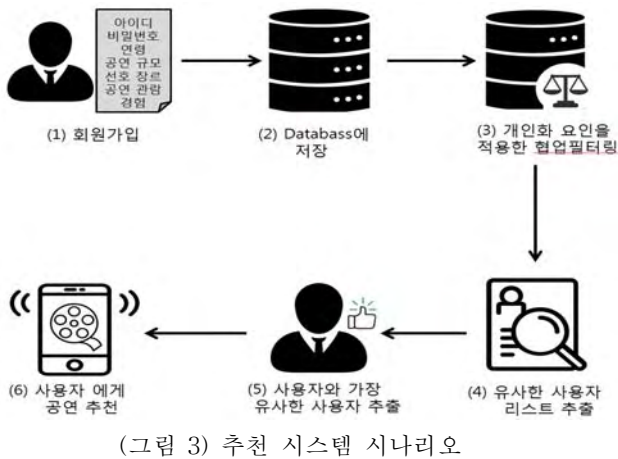 아이디
비밀번호
연령
공연 규모
선호 장르
공연 관람
경험
(1) 회원가입
(2) Databass에
저장
(3) 개인화 요인을
적용한 협업필터링
(4) 유사한 사용자
리스트 추출
(5) 사용자와 가장
유사한 사용자 추출
(6) 사용자 에게
공연 추천
(그림 3) 추천 시스템 시나리오